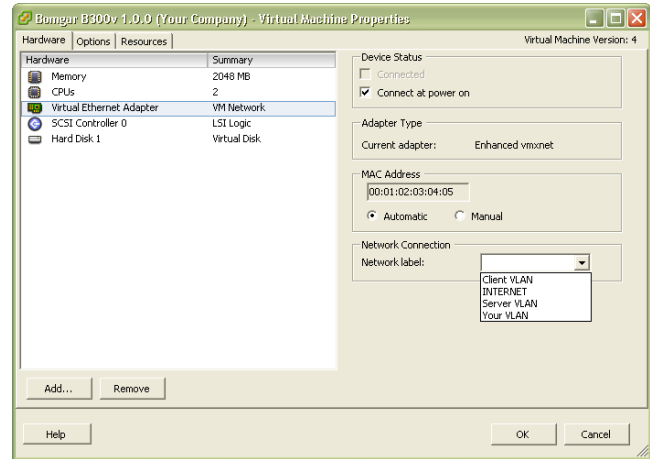 Bomgar B300v 1.0.0 (Your Company) - Virtual Machine Properties
Hardware Options Resources Virtual Machine Version: 4
Hardware Summary
Memory 2048 MB
CPUs 2
Virtual Ethernet Adapter VM Network
SCSI Controller 0 LSI Logic
Hard Disk 1 Virtual Disk
Device Status
Connected
Connect at power on
Adapter Type
Current adapter: Enhanced vmxnet
MAC Address
00:01:02:03:04:05
Automatic Manual
Network Connection
Network label:
Client VLAN
INTERNET
Server VLAN
Your VLAN
Add... Remove
Help OK Cancel